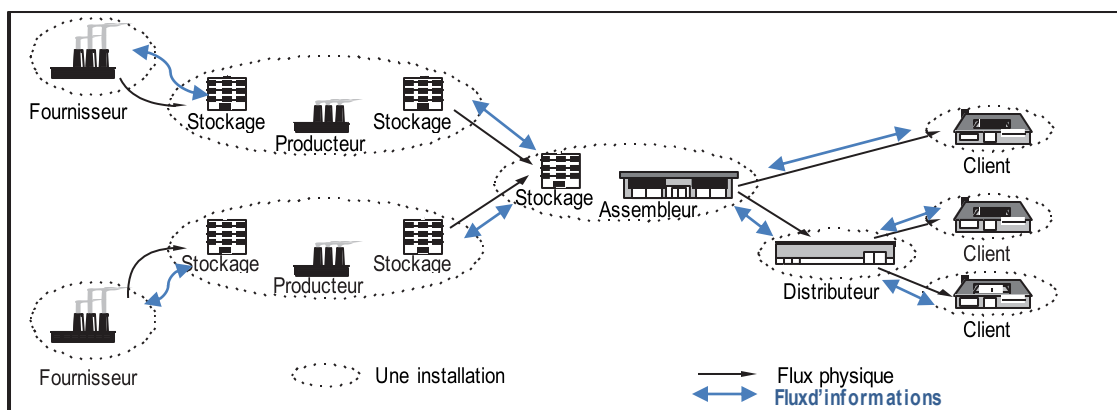 Fournisseur
Stockage
Producteur
Stockage
Stockage
Assembleur
Client
Stockage
Producteur
Stockage
Client
Distributeur
Client
Fournisseur
Une installation
Flux physique
Fluxd'informations